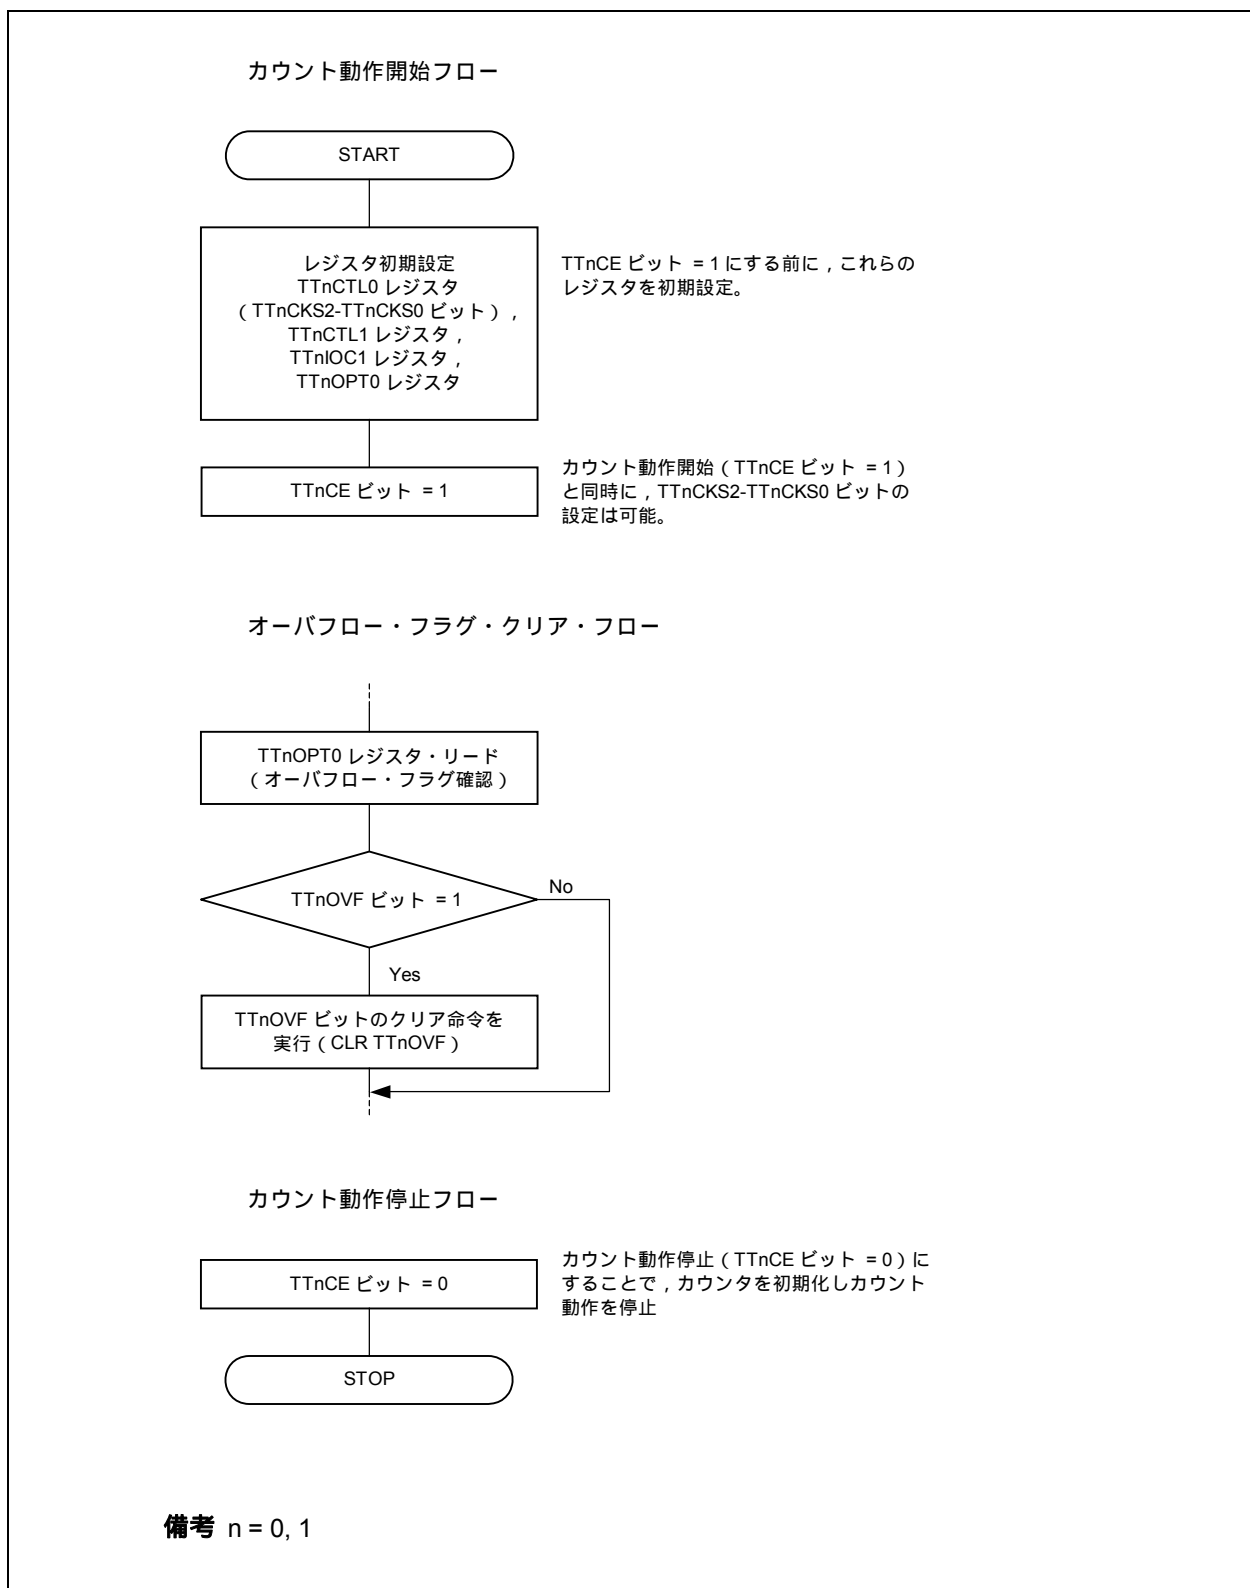 カウント動作開始フロー
START
レジスタ初期設定
TTnCTL0 レジスタ
（TTnCKS2-TTnCKS0 ビット），
TTnCTL1 レジスタ，
TTnIOC1 レジスタ，
TTnOPT0 レジスタ
TTnCE ビット = 1 にする前に，これらの
レジスタを初期設定。
TTnCE ビット = 1
カウント動作開始（TTnCE ビット = 1）
と同時に，TTnCKS2-TTnCKS0 ビットの
設定は可能。
オーバフロー・フラグ・クリア・フロー
TTnOPT0 レジスタ・リード
（オーバフロー・フラグ確認）
TTnOVF ビット = 1
No
Yes
TTnOVF ビットのクリア命令を
実行（CLR TTnOVF）
カウント動作停止フロー
TTnCE ビット = 0
カウント動作停止（TTnCE ビット = 0）に
することで，カウンタを初期化しカウント
動作を停止
STOP
備考 n = 0, 1